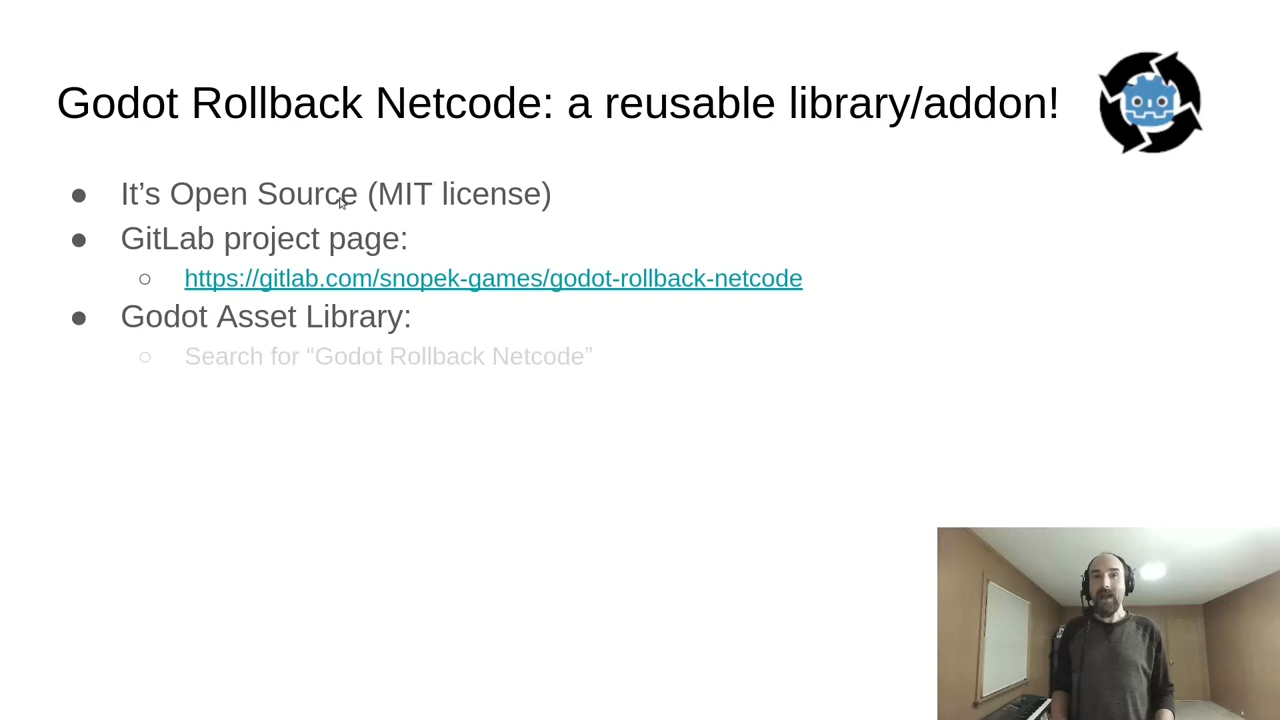 Godot Rollback Netcode: a reusable library/addon!
● It’s Open Source (MIT license)
● GitLab project page:
○ https://gitlab.com/snopek-games/godot-rollback-netcode
● Godot Asset Library:
○ Search for “Godot Rollback Netcode”